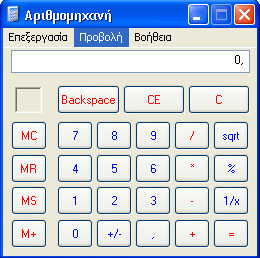 Αριθμομηχανή
Επεξεργασία Προβολή Βοήθεια
0,
Backspace CE C
MC 7 8 9 / sqrt
MR 4 5 6 * %
MS 1 2 3 - 1/x
M+ 0 +/- , + =